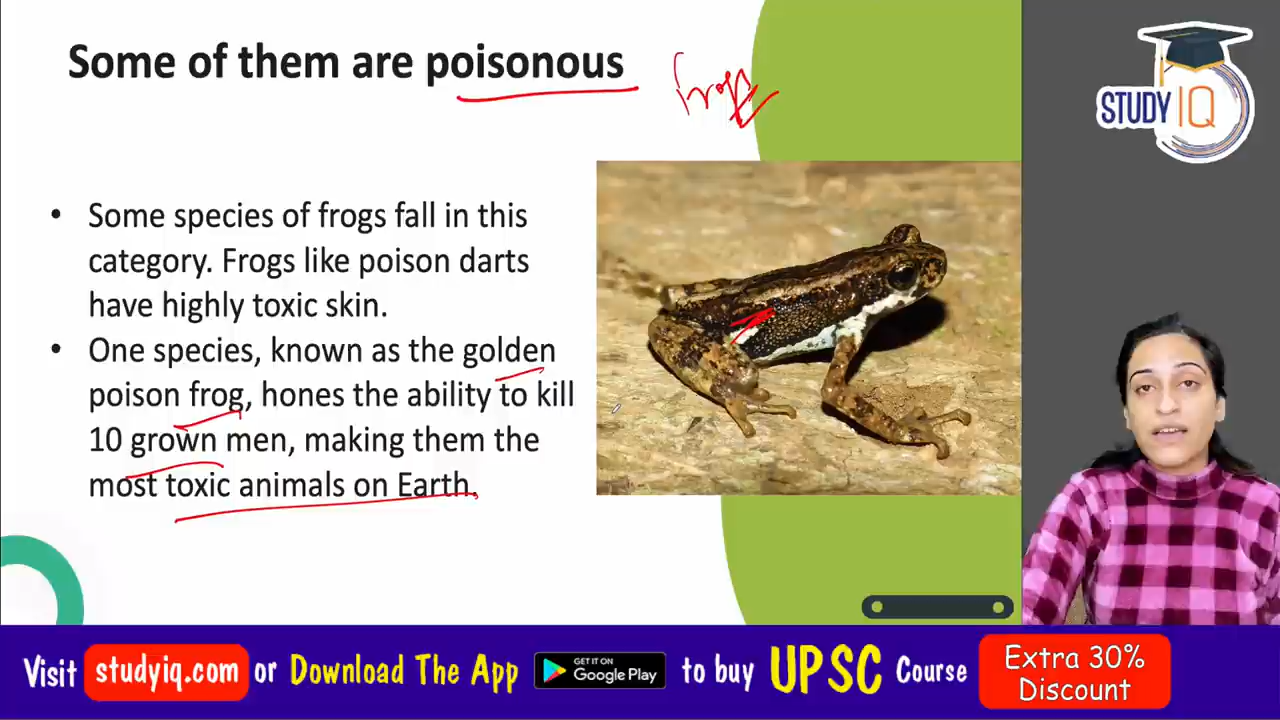 Some of them are poisonous
frogs
STUDY IQ
• Some species of frogs fall in this
category. Frogs like poison darts
have highly toxic skin.
• One species, known as the golden
poison frog, hones the ability to kill
10 grown men, making them the
most toxic animals on Earth.
Visit studyiq.com or Download The App GET IT ON Google Play to buy UPSC Course Extra 30% Discount